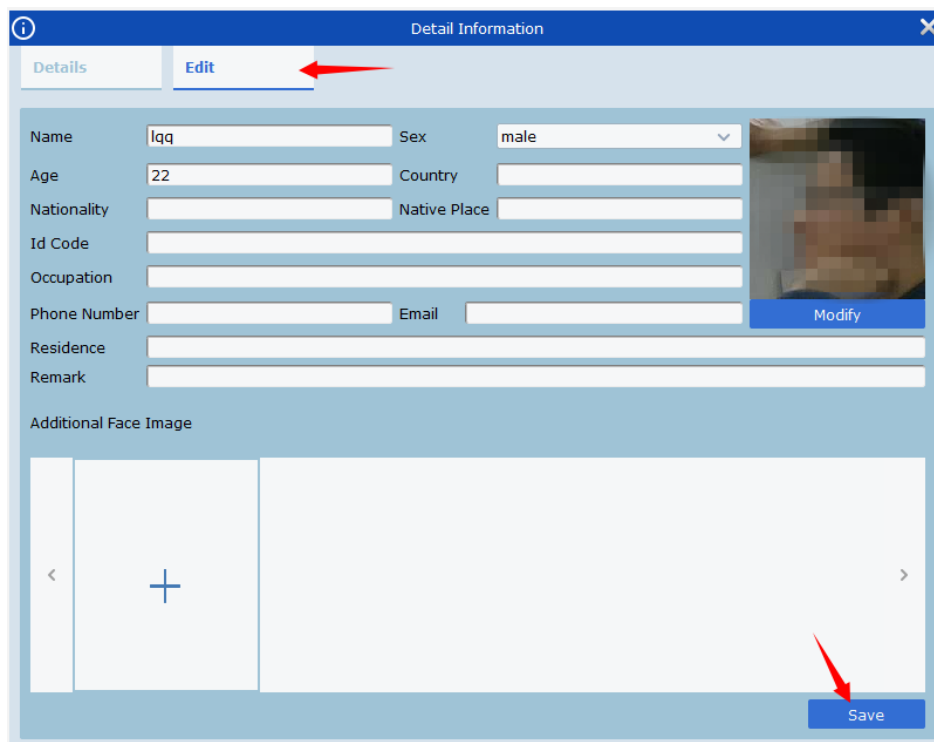 Detail Information
Details Edit
Name lqq Sex male
Age 22 Country
Nationality Native Place
Id Code
Occupation
Phone Number Email Modify
Residence
Remark
Additional Face Image
Save